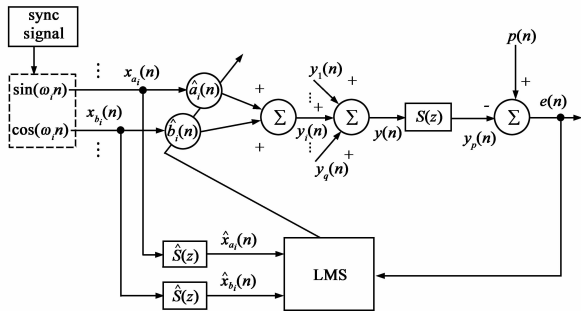 sync
signal
sin(ω_i n)
cos(ω_i n)
⋮
⋮
x_{a_i}(n)
x_{b_i}(n)
â_i(n)
b̂_i(n)
+
+
Σ
y_i(n)
y_1(n)
⋮
+
+
⋮
+
y_q(n)
Σ
y(n)
S(z)
-
y_p(n)
p(n)
+
Σ
e(n)
Ŝ(z)
x̂_{a_i}(n)
Ŝ(z)
x̂_{b_i}(n)
LMS